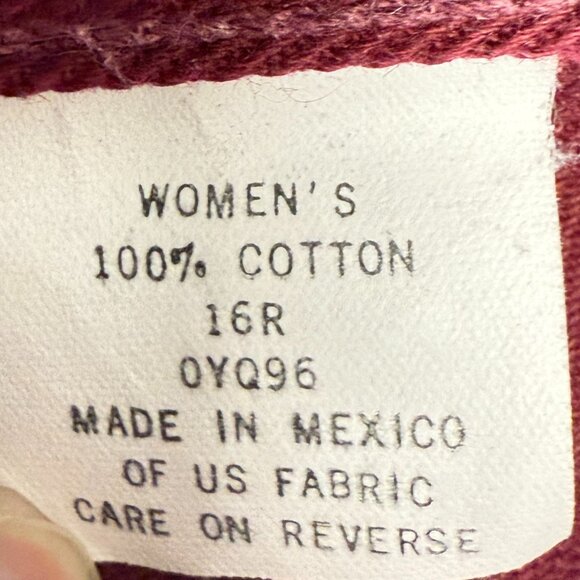 WOMEN'S
100% COTTON
16R
0YQ96
MADE IN MEXICO
OF US FABRIC
CARE ON REVERSE